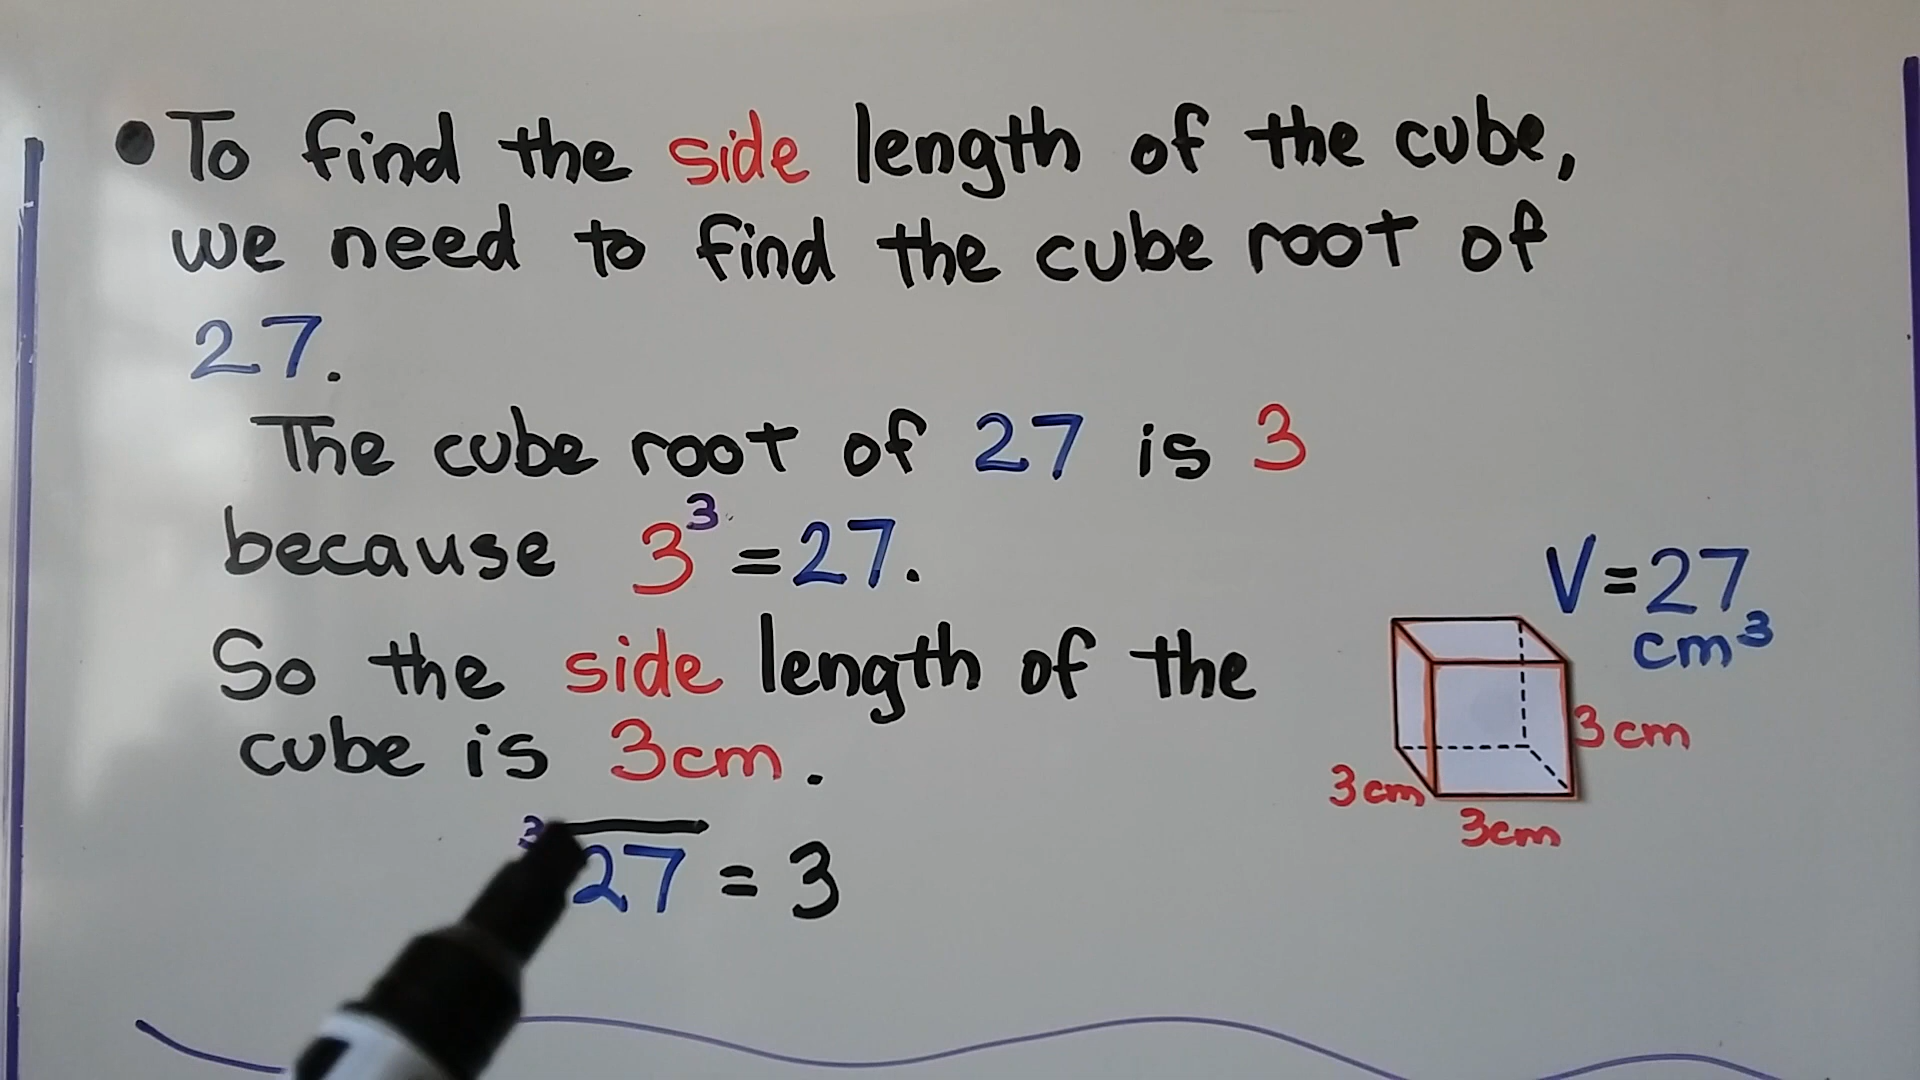 • To find the side length of the cube,
we need to find the cube root of
27.
The cube root of 27 is 3
because 3³ = 27.
So the side length of the
cube is 3cm.
∛27 = 3
V = 27
cm³
3cm
3cm
3cm